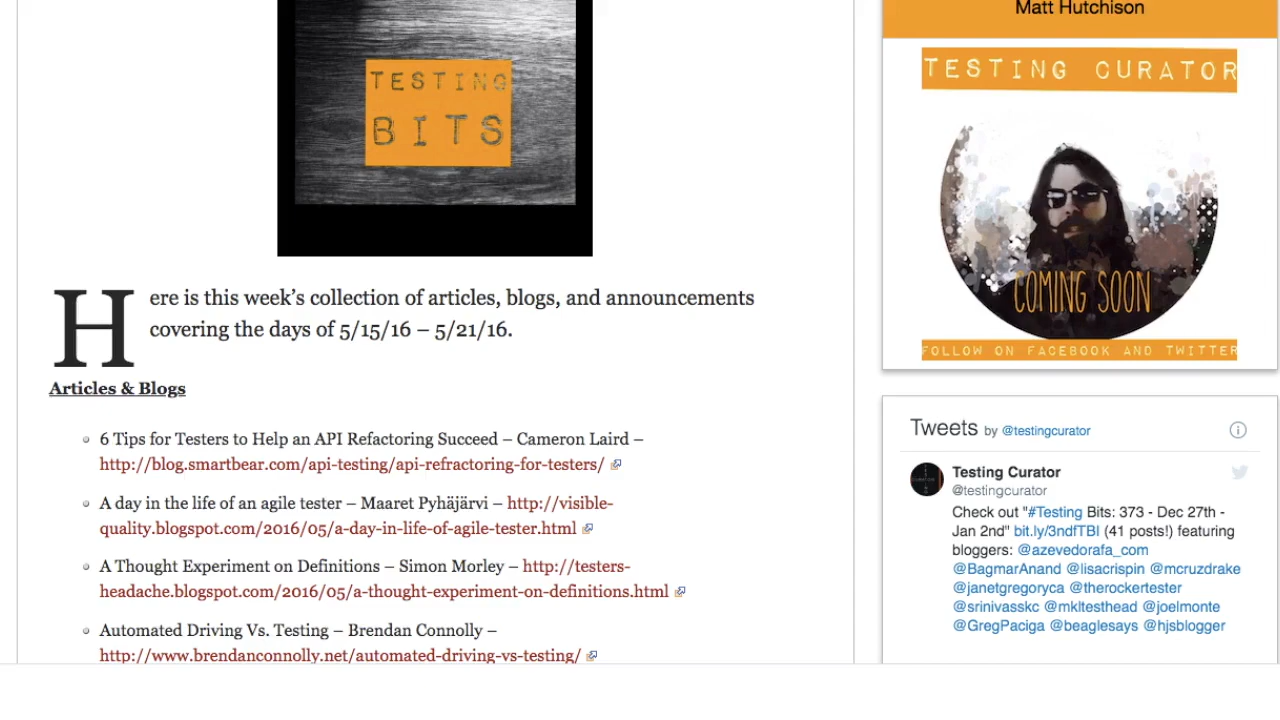 TESTING
BITS
Here is this week’s collection of articles, blogs, and announcements
covering the days of 5/15/16 – 5/21/16.
Articles & Blogs
6 Tips for Testers to Help an API Refactoring Succeed – Cameron Laird –
http://blog.smartbear.com/api-testing/api-refractoring-for-testers/
A day in the life of an agile tester – Maaret Pyhäjärvi – http://visible-
quality.blogspot.com/2016/05/a-day-in-life-of-agile-tester.html
A Thought Experiment on Definitions – Simon Morley – http://testers-
headache.blogspot.com/2016/05/a-thought-experiment-on-definitions.html
Automated Driving Vs. Testing – Brendan Connolly –
http://www.brendanconnolly.net/automated-driving-vs-testing/
Matt Hutchison
TESTING CURATOR
COMING SOON
FOLLOW ON FACEBOOK AND TWITTER
Tweets by @testingcurator
Testing Curator
@testingcurator
Check out "#Testing Bits: 373 - Dec 27th -
Jan 2nd" bit.ly/3ndfTBI (41 posts!) featuring
bloggers: @azevedorafa_com
@BagmarAnand @lisacrispin @mcruzdrake
@janetgregoryca @therockertester
@srinivasskc @mkltesthead @joelmonte
@GregPaciga @beaglesays @hjsblogger